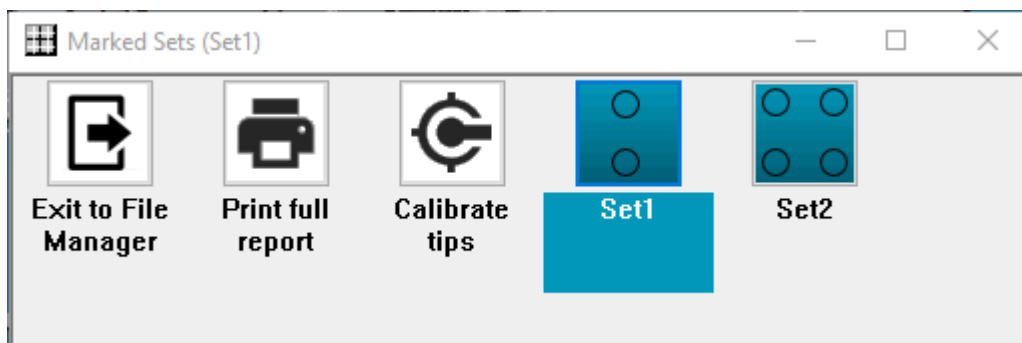 Marked Sets (Set1)
Exit to File
Manager
Print full
report
Calibrate
tips
Set1
Set2